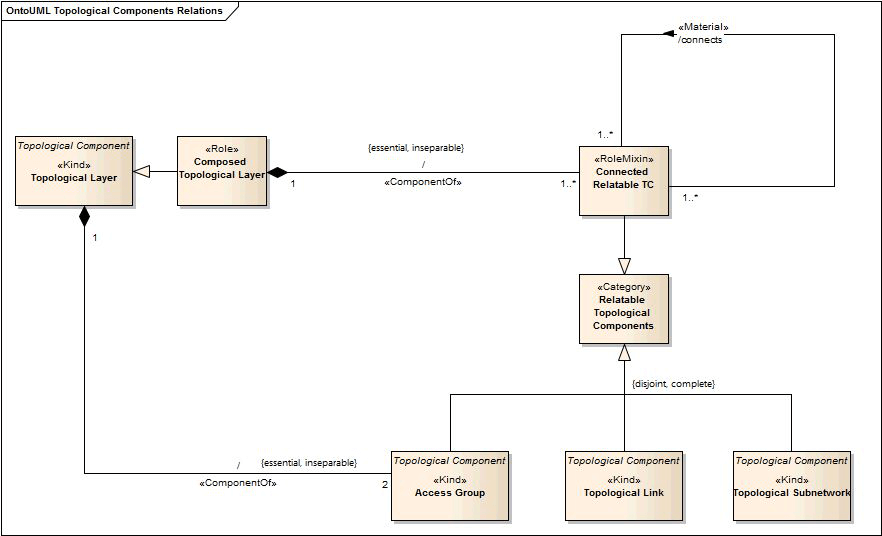 OntoUML Topological Components Relations
«Material»
/connects
1..*
1..*
Topological Component
«Kind»
Topological Layer
«Role»
Composed
Topological Layer
{essential, inseparable}
/
«ComponentOf»
1
1..*
«RoleMixin»
Connected
Relatable TC
1
«Category»
Relatable
Topological
Components
{disjoint, complete}
/
{essential, inseparable}
«ComponentOf»
2
Topological Component
«Kind»
Access Group
Topological Component
«Kind»
Topological Link
Topological Component
«Kind»
Topological Subnetwork